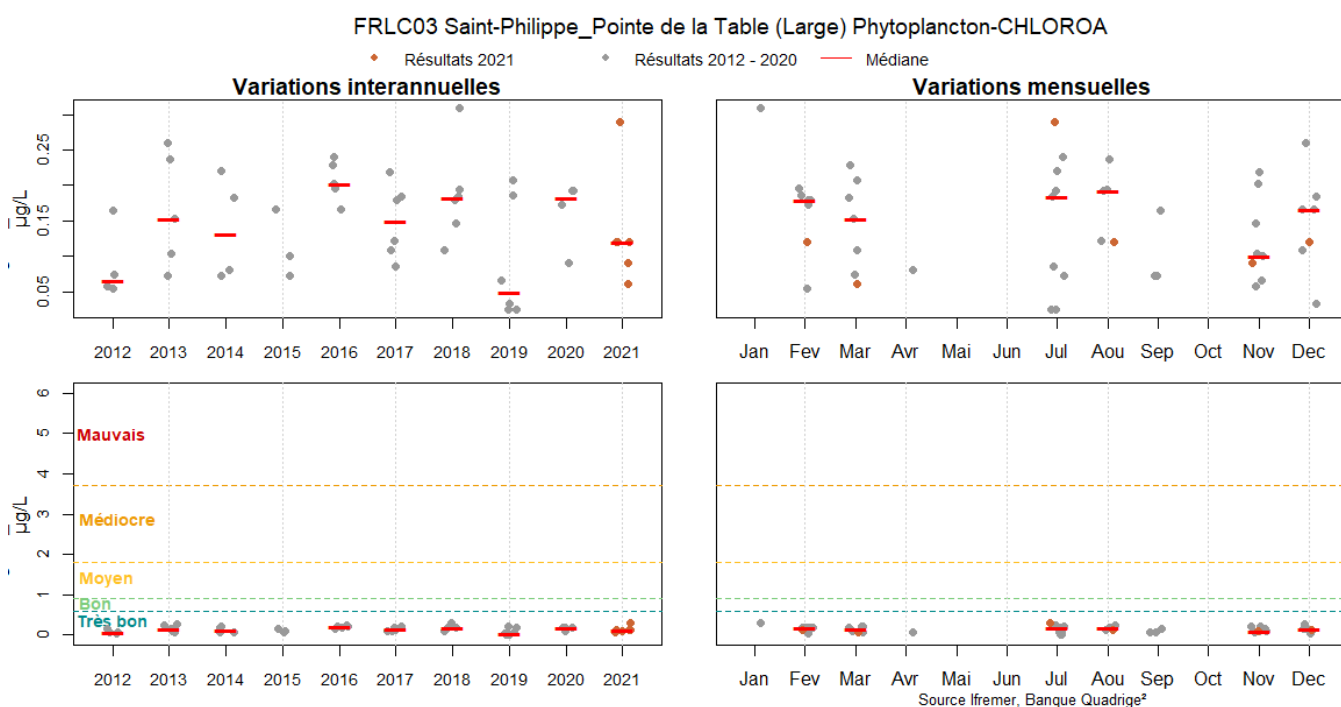 FRLC03 Saint-Philippe_Pointe de la Table (Large) Phytoplancton-CHLOROA
Résultats 2021 Résultats 2012 - 2020 Médiane
Variations interannuelles Variations mensuelles
0.25
0.15
0.05
µg/L
2012 2013 2014 2015 2016 2017 2018 2019 2020 2021
Jan Fev Mar Avr Mai Jun Jul Aou Sep Oct Nov Dec
6
5
4
3
2
1
0
µg/L
Mauvais
Médiocre
Moyen
Bon
Très bon
2012 2013 2014 2015 2016 2017 2018 2019 2020 2021
Jan Fev Mar Avr Mai Jun Jul Aou Sep Oct Nov Dec
Source Ifremer, Banque Quadrige²